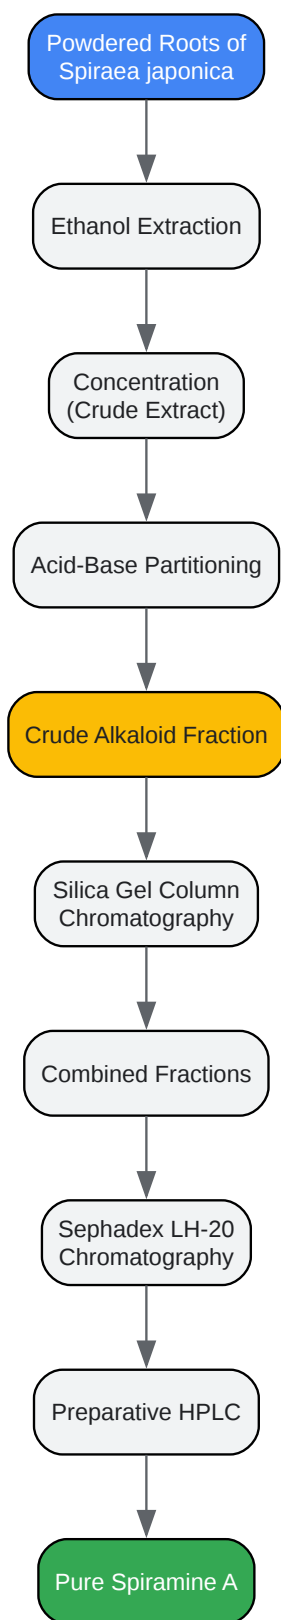 Powdered Roots of
Spiraea japonica
Ethanol Extraction
Concentration
(Crude Extract)
Acid-Base Partitioning
Crude Alkaloid Fraction
Silica Gel Column
Chromatography
Combined Fractions
Sephadex LH-20
Chromatography
Preparative HPLC
Pure Spiramine A